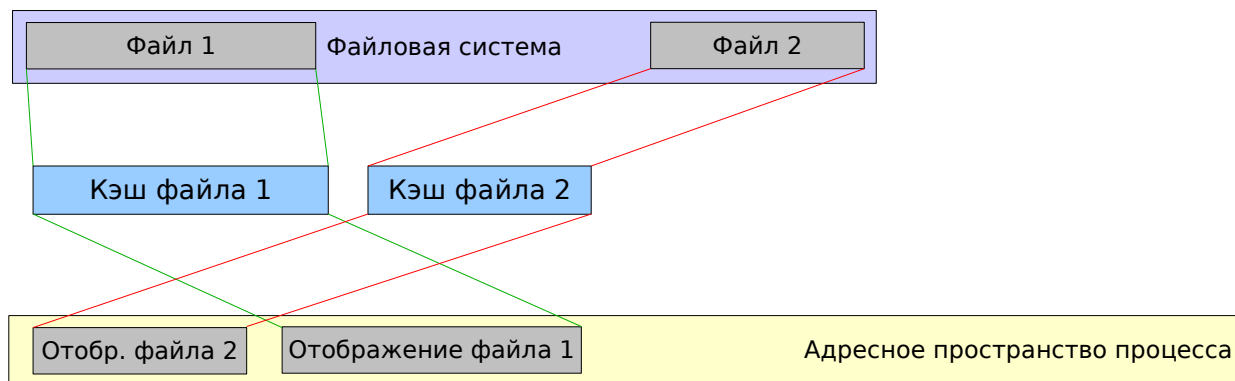 Файл 1
Файловая система
Файл 2
Кэш файла 1
Кэш файла 2
Отобр. файла 2
Отображение файла 1
Адресное пространство процесса